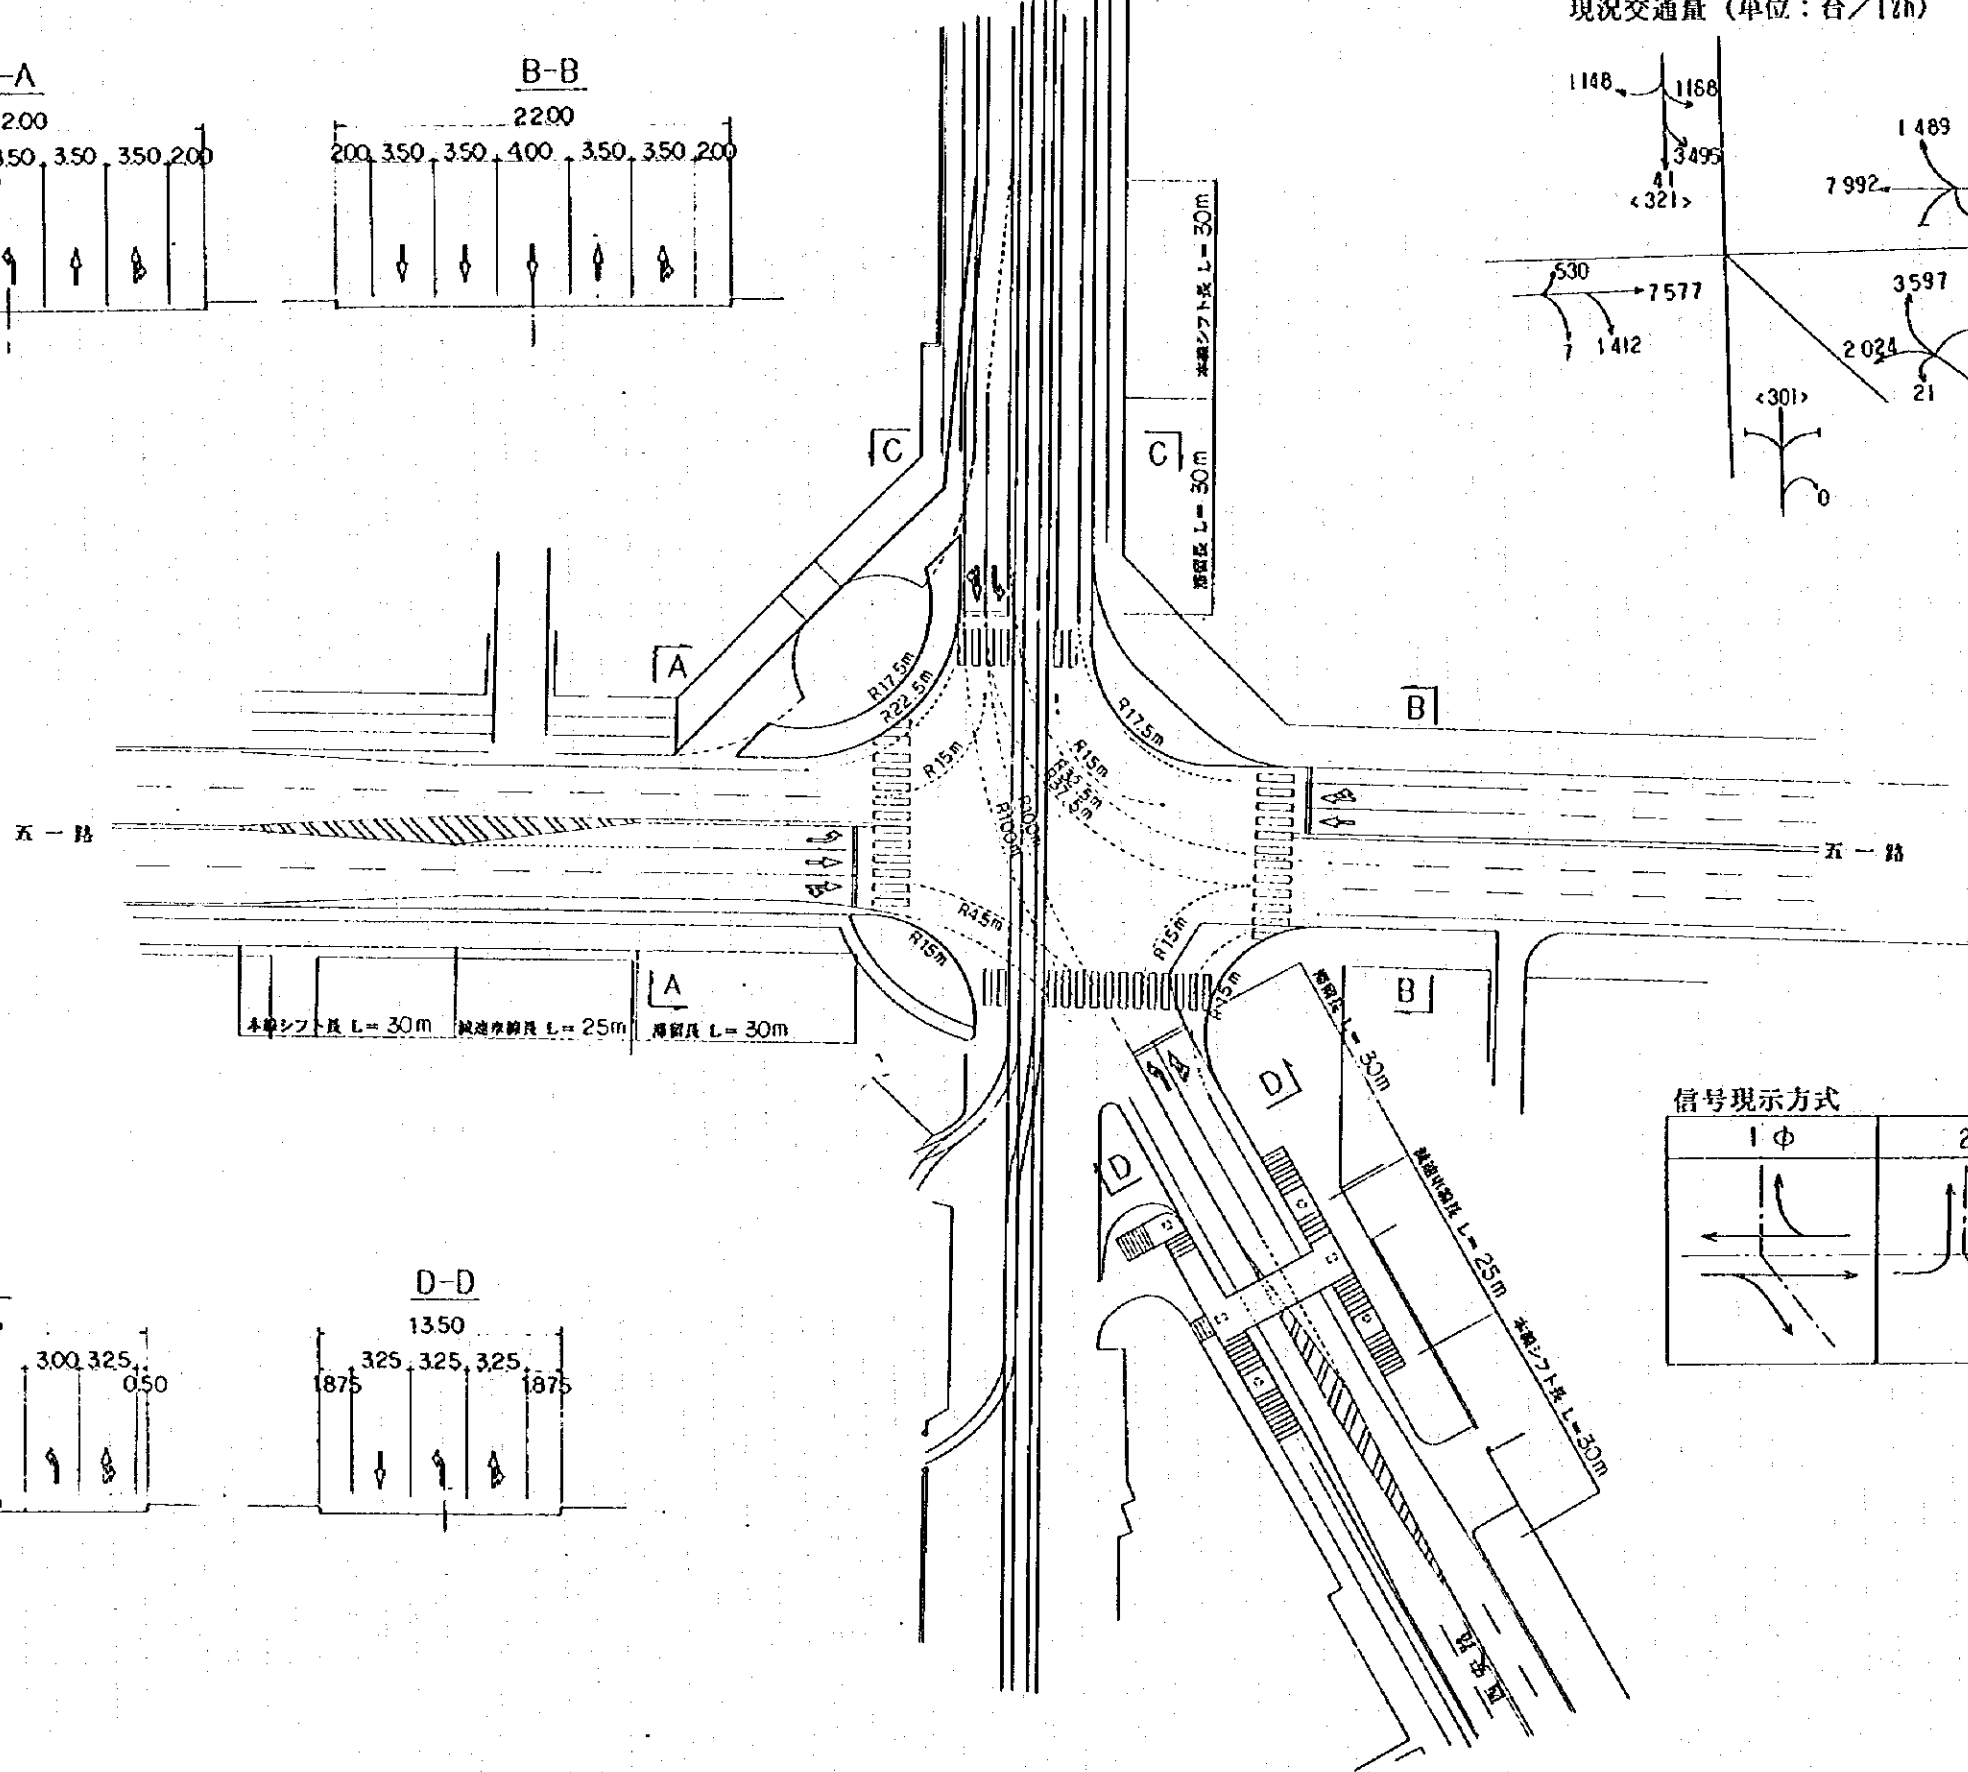 現況交通量 (単位:台/12h)
-A
B-B
2.00
22.00
3.50 3.50 3.50 2.00
2.00 3.50 3.50 4.00 3.50 3.50 2.00
1148
1168
3495
41
<321>
1489
7992
530
7577
7
1412
3597
2024
21
<301>
0
本線シフト長 L=30m
滞留長 L=30m
C
C
A
B
R17.5m
R22.5m
R15m
R17.5m
R15m
R37.5m
R100m
五一路
五一路
R45m
R15m
R15m
R15m
A
B
本線シフト長 L=30m
減速車線長 L=25m
滞留長 L=30m
滞留長 L=30m
D
D
減速車線長 L=25m
本線シフト長 L=30m
信号現示方式
1φ
2
D-D
13.50
3.00 3.25
0.50
3.25 3.25 3.25
1.875
1.875